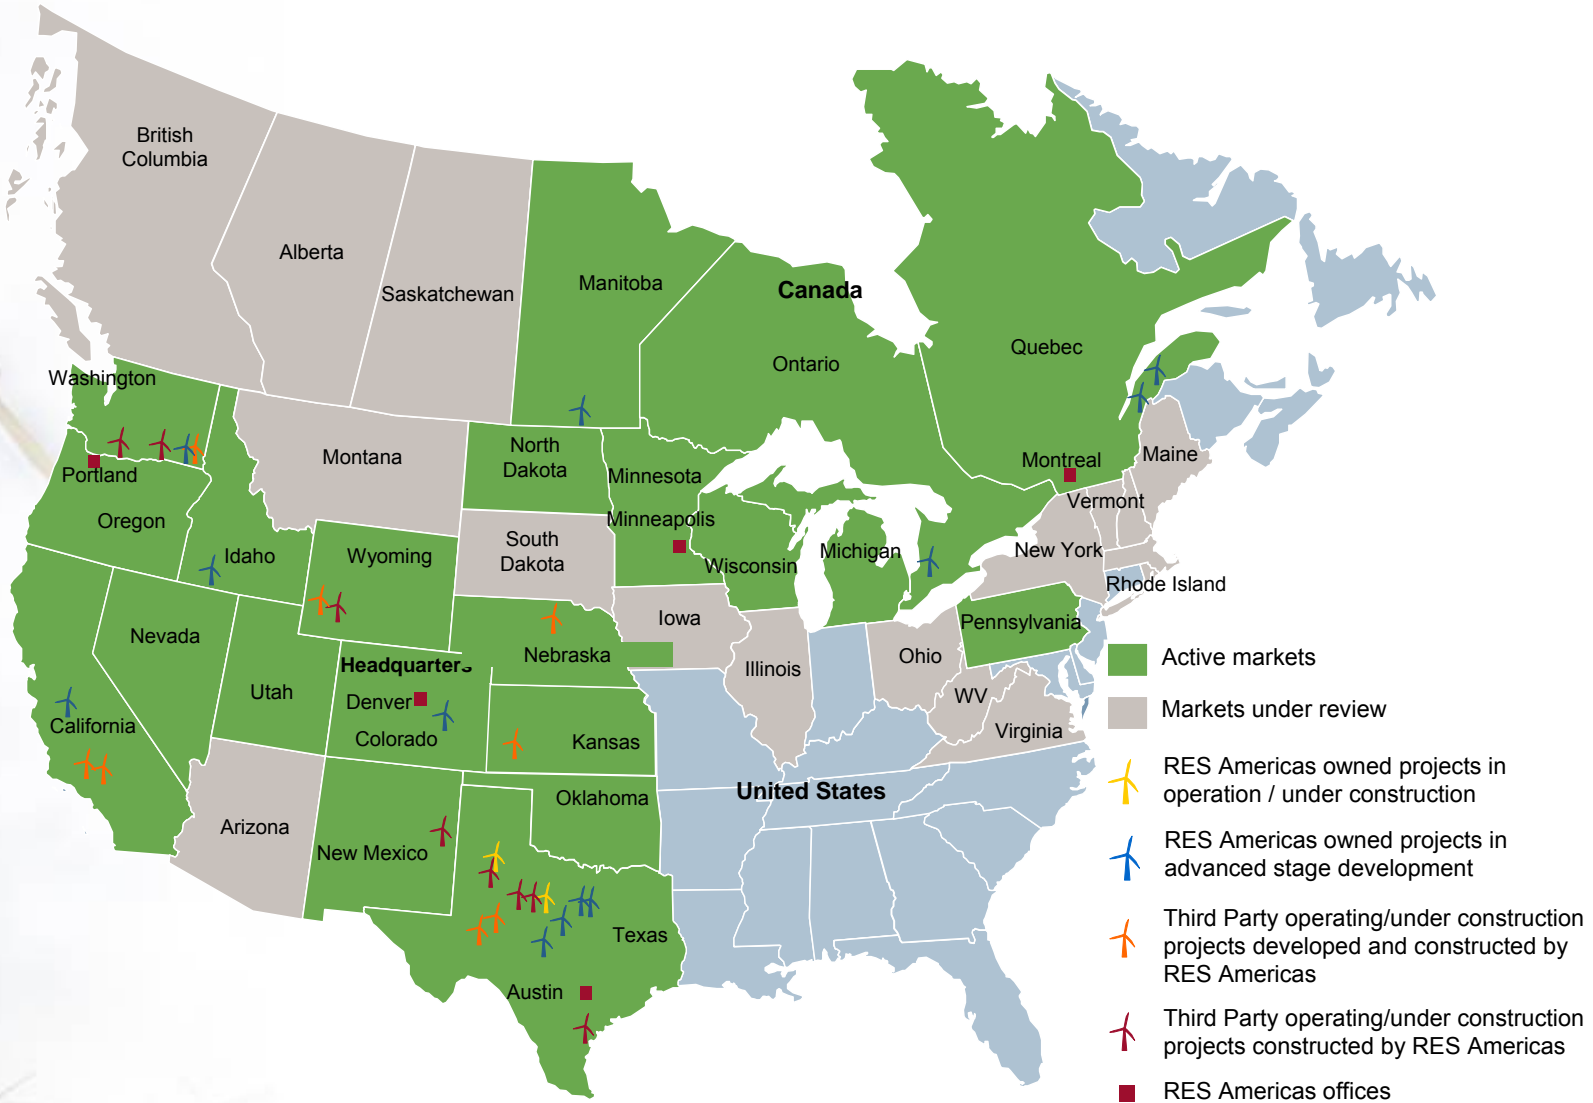 British
Columbia
Alberta
Saskatchewan
Manitoba
Canada
Ontario
Quebec
Washington
Portland
Oregon
Idaho
Montana
Wyoming
North
Dakota
South
Dakota
Minnesota
Minneapolis
Wisconsin
Michigan
Montreal
Maine
Vermont
New York
Rhode Island
Pennsylvania
Iowa
Illinois
Ohio
WV
Virginia
Nebraska
Nevada
Utah
California
Headquarters
Denver
Colorado
Kansas
Oklahoma
Arizona
New Mexico
Texas
Austin
United States
Active markets
Markets under review
RES Americas owned projects in
operation / under construction
RES Americas owned projects in
advanced stage development
Third Party operating/under construction
projects developed and constructed by
RES Americas
Third Party operating/under construction
projects constructed by RES Americas
RES Americas offices